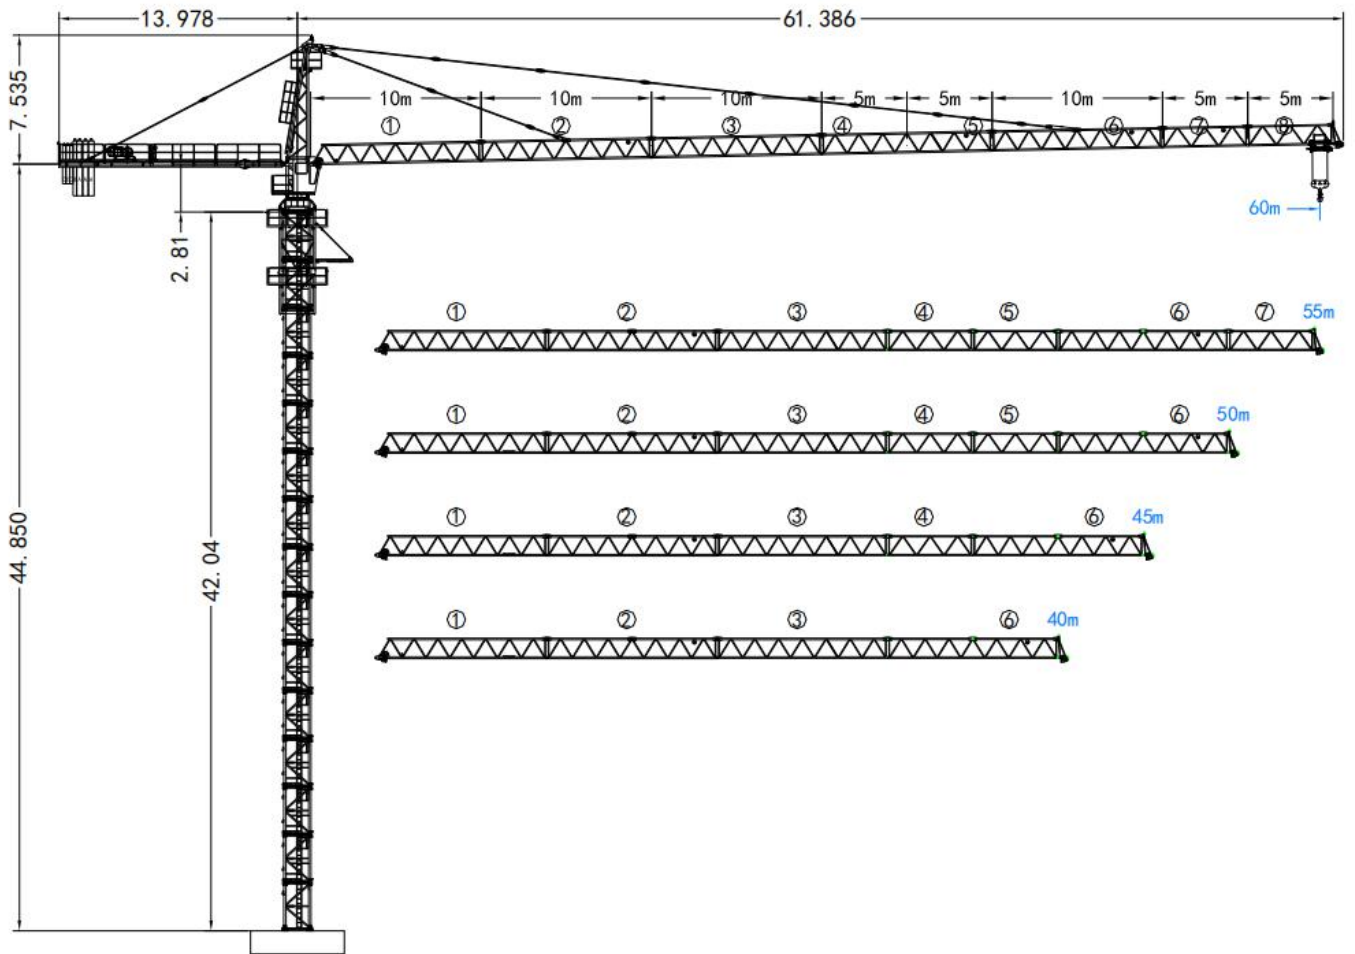 13.978
61.386
7.535
10m
10m
10m
5m
5m
10m
5m
5m
①
②
③
④
⑤
⑥
⑦
⑧
60m
2.81
44.850
42.04
①
②
③
④
⑤
⑥
⑦
55m
①
②
③
④
⑤
⑥
50m
①
②
③
④
⑥
45m
①
②
③
⑥
40m